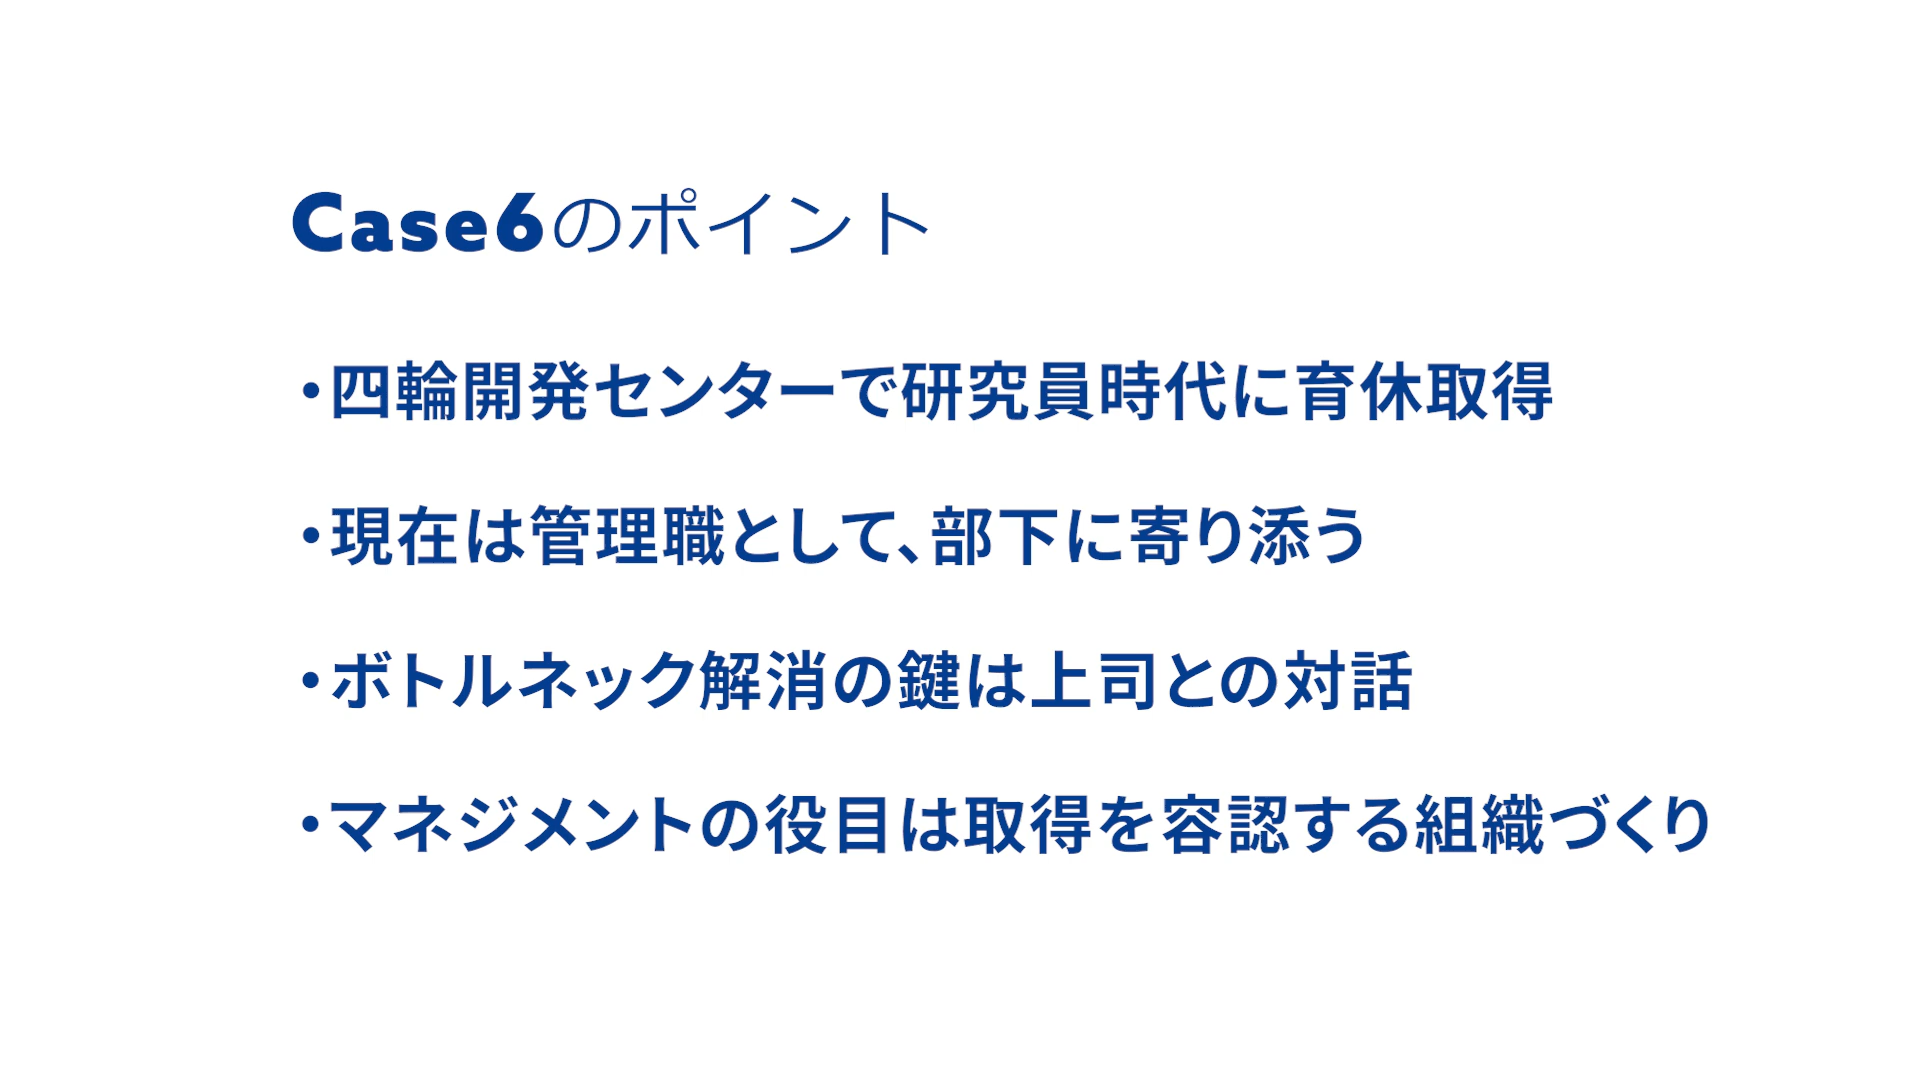 Case6のポイント
・四輪開発センターで研究員時代に育休取得
・現在は管理職として、部下に寄り添う
・ボトルネック解消の鍵は上司との対話
・マネジメントの役目は取得を容認する組織づくり